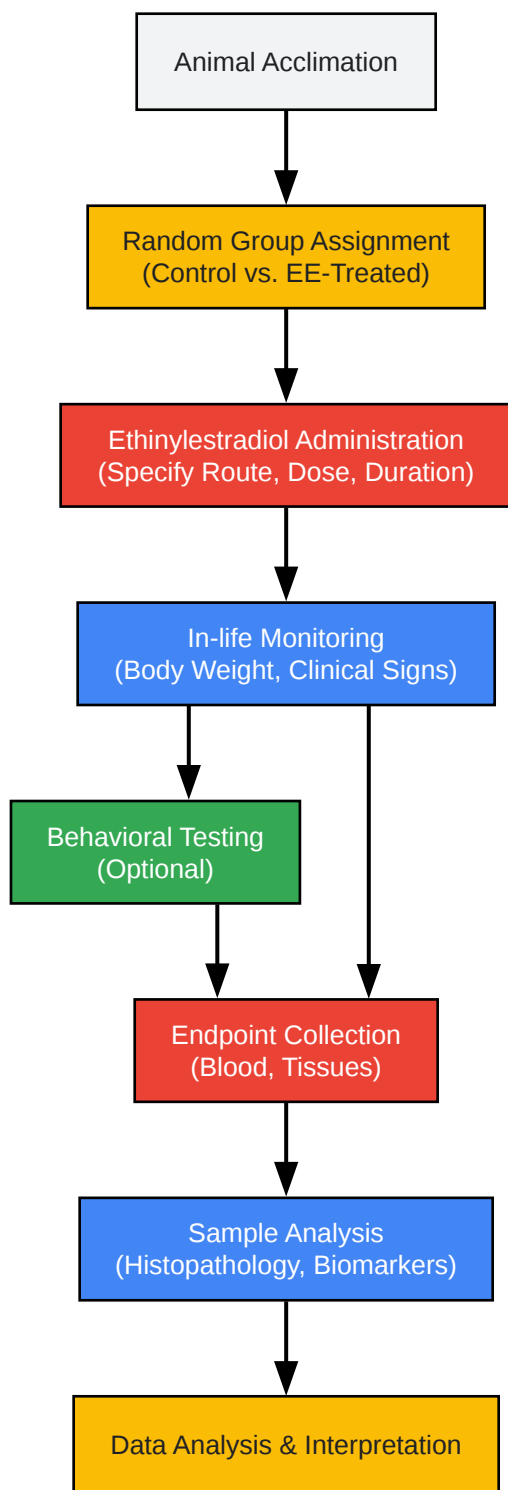 Animal Acclimation
Random Group Assignment
(Control vs. EE-Treated)
Ethinylestradiol Administration
(Specify Route, Dose, Duration)
In-life Monitoring
(Body Weight, Clinical Signs)
Behavioral Testing
(Optional)
Endpoint Collection
(Blood, Tissues)
Sample Analysis
(Histopathology, Biomarkers)
Data Analysis & Interpretation